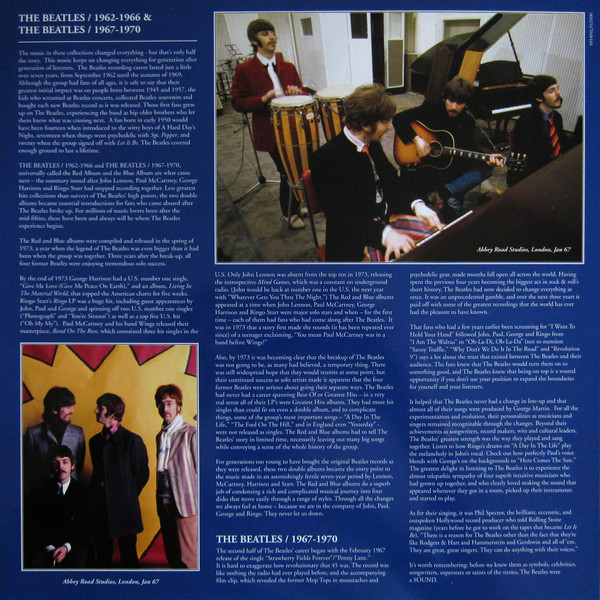 THE BEATLES / 1962-1966 &
THE BEATLES / 1967-1970
The music in these collections changed everything - but that's only half
the story. This music keeps on changing everything for generation after
generation of listeners. The Beatles recording career lasted just a little
over seven years, from September 1962 until the autumn of 1969.
Although the group had fans of all ages, it is safe to say that their
greatest initial impact was on people born between 1945 and 1957, the
kids who screamed at Beatles concerts, collected Beatles souvenirs and
bought each new Beatles record as it was released. Those first fans grew
up on The Beatles, experiencing the band as hip older brothers who let
them know what was coming next. A fan born in early 1950 would
have been fourteen when introduced to the witty boys of A Hard Day's
Night, seventeen when things went psychedelic with Sgt. Pepper, and
twenty when the group signed off with Let It Be. The Beatles covered
enough ground to last a lifetime.
THE BEATLES / 1962-1966 and THE BEATLES / 1967-1970,
universally called the Red Album and the Blue Album are what came
next – the summary issued after John Lennon, Paul McCartney, George
Harrison and Ringo Starr had stopped recording together. Less greatest
hits collections than surveys of The Beatles' high points, the two double
albums became essential introductions for fans who came aboard after
The Beatles broke up. For millions of music lovers born after the
mid-fifties, these have been and always will be where The Beatles
experience begins.
The Red and Blue albums were compiled and released in the spring of
1973, a year when the legend of The Beatles was even bigger than it had
been when the group was together. Three years after the break-up, all
four former Beatles were enjoying tremendous solo success.
By the end of 1973 George Harrison had a U.S. number one single,
"Give Me Love (Give Me Peace On Earth)," and an album, Living In
The Material World, that topped the American charts for five weeks.
Ringo Starr's Ringo LP was a huge hit, including guest appearances by
John, Paul and George and spinning off two U.S. number one singles
("Photograph" and "You're Sixteen") as well as a top five U.S. hit
("Oh My My"). Paul McCartney and his band Wings released their
masterpiece, Band On The Run, which contained three hit singles in the
Abbey Road Studios, London, Jan 67
Abbey Road Studios, London, Jan 67
U.S. Only John Lennon was absent from the top ten in 1973, releasing
the introspective Mind Games, which was a constant on underground
radio. (John would be back at number one in the U.S. the next year
with "Whatever Gets You Thru The Night.") The Red and Blue albums
appeared at a time when John Lennon, Paul McCartney, George
Harrison and Ringo Starr were major solo stars and when – for the first
time – each of them had fans who had come along after The Beatles. It
was in 1973 that a story first made the rounds (it has been repeated ever
since) of a teenager exclaiming, "You mean Paul McCartney was in a
band before Wings?"
Also, by 1973 it was becoming clear that the breakup of The Beatles
was not going to be, as many had believed, a temporary thing. There
was still widespread hope that they would reunite at some point, but
their continued success as solo artists made it apparent that the four
former Beatles were serious about going their separate ways. The Beatles
had never had a career spanning Best-Of or Greatest Hits – in a very
real sense all of their LP's were Greatest Hits albums. They had more hit
singles than could fit on even a double album, and to complicate
things, some of the group's most important songs – "A Day In The
Life," "The Fool On The Hill," and in England even "Yesterday" -
were not released as singles. The Red and Blue albums had to tell The
Beatles' story in limited time, necessarily leaving out many big songs
while conveying a sense of the whole history of the group.
For generations too young to have bought the original Beatles records as
they were released, these two double albums became the entry point to
the music made in an astonishingly fertile seven-year period by Lennon,
McCartney, Harrison and Starr. The Red and Blue albums do a superb
job of condensing a rich and complicated musical journey into four
disks that move easily through a range of styles. Through all the changes
we always feel at home – because we are in the company of John, Paul,
George and Ringo. They never let us down.
THE BEATLES / 1967-1970
The second half of The Beatles' career began with the February 1967
release of the single "Strawberry Fields Forever"/"Penny Lane."
It is hard to exaggerate how revolutionary that 45 was. The record was
like nothing the radio had ever played before, and the accompanying
film clip, which revealed the former Mop Tops in moustaches and
psychedelic gear, made mouths fall open all across the world. Having
spent the previous four years becoming the biggest act in rock & roll's
short history, The Beatles had now decided to change everything at
once. It was an unprecedented gamble, and over the next three years it
paid off with some of the greatest recordings that the world has ever
had the pleasure to have known.
That fans who had a few years earlier been screaming for "I Want To
Hold Your Hand" followed John, Paul, George and Ringo from
"I Am The Walrus" to "Ob-La-Di, Ob-La-Da" (not to mention
"Savoy Truffle," "Why Don't We Do It In The Road" and "Revolution
9") says a lot about the trust that existed between The Beatles and their
audience. The fans knew that The Beatles would turn them on to
something good, and The Beatles knew that being on top is a wasted
opportunity if you don't use your position to expand the boundaries
for yourself and your listeners.
It helped that The Beatles never had a change in line-up and that
almost all of their songs were produced by George Martin. For all the
experimentation and evolution, their personalities as musicians and
singers remained recognizable through the changes. Beyond their
achievements as songwriters, record makers, wits and cultural leaders,
The Beatles' greatest strength was the way they played and sang
together. Listen to how Ringo's drums on "A Day In The Life" play
the melancholy in John's vocal. Check out how perfectly Paul's voice
blends with George's on the backgrounds to "Here Comes The Sun."
The greatest delight in listening to The Beatles is to experience the
almost telepathic sympathy of four superb intuitive musicians who
had grown up together, and who clearly loved making the sound that
appeared whenever they got in a room, picked up their instruments
and started to play.
As for their singing, it was Phil Spector, the brilliant, eccentric, and
outspoken Hollywood record producer who told Rolling Stone
magazine (years before he got to work on the tapes that became Let It
Be), "There is a reason for The Beatles other than the fact that they're
like Rodgers & Hart and Hammerstein and Gershwin and all of 'em.
They are great, great singers. They can do anything with their voices."
It's worth remembering: before we knew them as symbols, celebrities,
songwriters, superstars or saints of the sixties, The Beatles were
a SOUND.